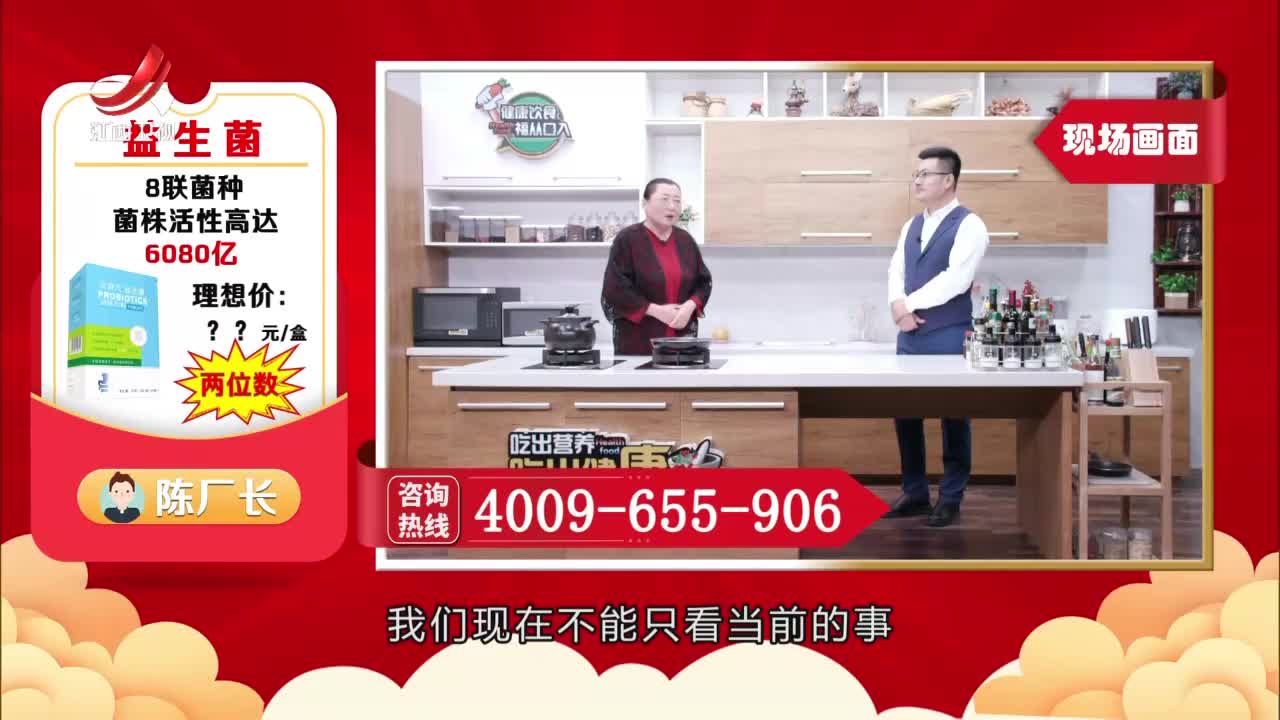 益生菌
8联菌种
菌株活性高达
6080亿
PROBIOTICS
理想价：
？？元/盒
两位数
陈厂长
健康饮食
福从口入
现场画面
吃出营养
Health
food
咨询
热线
4009-655-906
我们现在不能只看当前的事